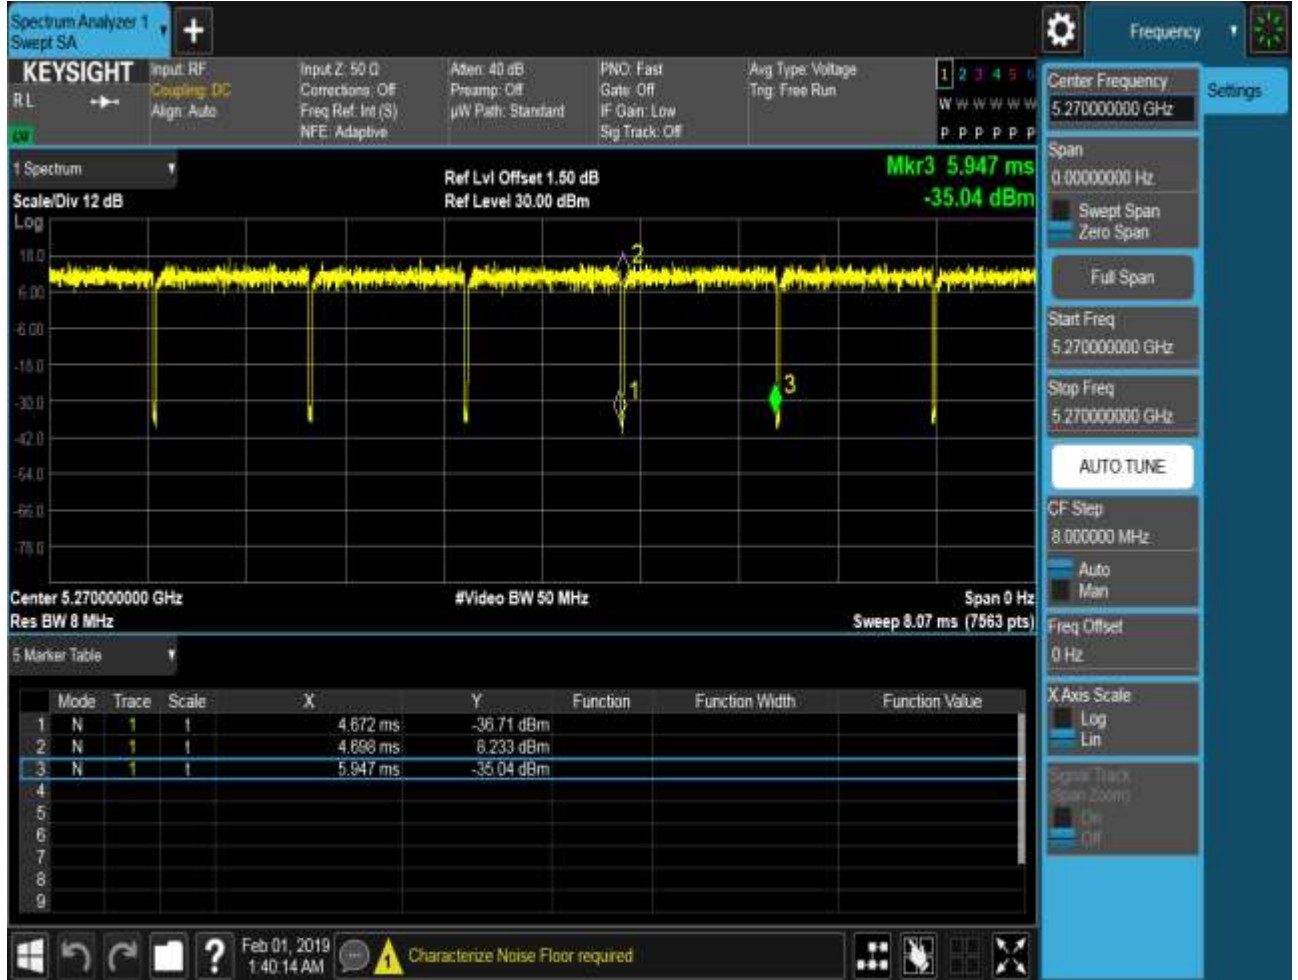 Spectrum Analyzer 1
Swept SA
Frequency
KEYSIGHT
RL
Input: RF
Coupling: DC
Align: Auto
Input Z: 50 Ω
Corrections: Off
Freq Ref: Int (S)
NFE: Adaptive
Atten: 40 dB
Preamp: Off
µW Path: Standard
PNO: Fast
Gate: Off
IF Gain: Low
Sig Track: Off
Avg Type: Voltage
Trig: Free Run
1 2 3 4 5 6
W W W W W W
P P P P P P
1 Spectrum
Scale/Div 12 dB
Ref Lvl Offset 1.50 dB
Ref Level 30.00 dBm
Mkr3 5.947 ms
-35.04 dBm
Log
18.0
6.00
-6.00
-18.0
-30.0
-42.0
-54.0
-66.0
-78.0
2
1
3
Center 5.270000000 GHz
#Video BW 50 MHz
Span 0 Hz
Res BW 8 MHz
Sweep 8.07 ms (7563 pts)
5 Marker Table
Mode Trace Scale X Y Function Function Width Function Value
1 N 1 t 4.672 ms -36.71 dBm
2 N 1 t 4.698 ms 8.233 dBm
3 N 1 t 5.947 ms -35.04 dBm
4
5
6
7
8
9
Settings
Center Frequency
5.270000000 GHz
Span
0.00000000 Hz
Swept Span
Zero Span
Full Span
Start Freq
5.270000000 GHz
Stop Freq
5.270000000 GHz
AUTO TUNE
CF Step
8.000000 MHz
Auto
Man
Freq Offset
0 Hz
X Axis Scale
Log
Lin
Signal Track
(Span Zoom)
On
Off
?
Feb 01, 2019
1:40:14 AM
1
Characterize Noise Floor required